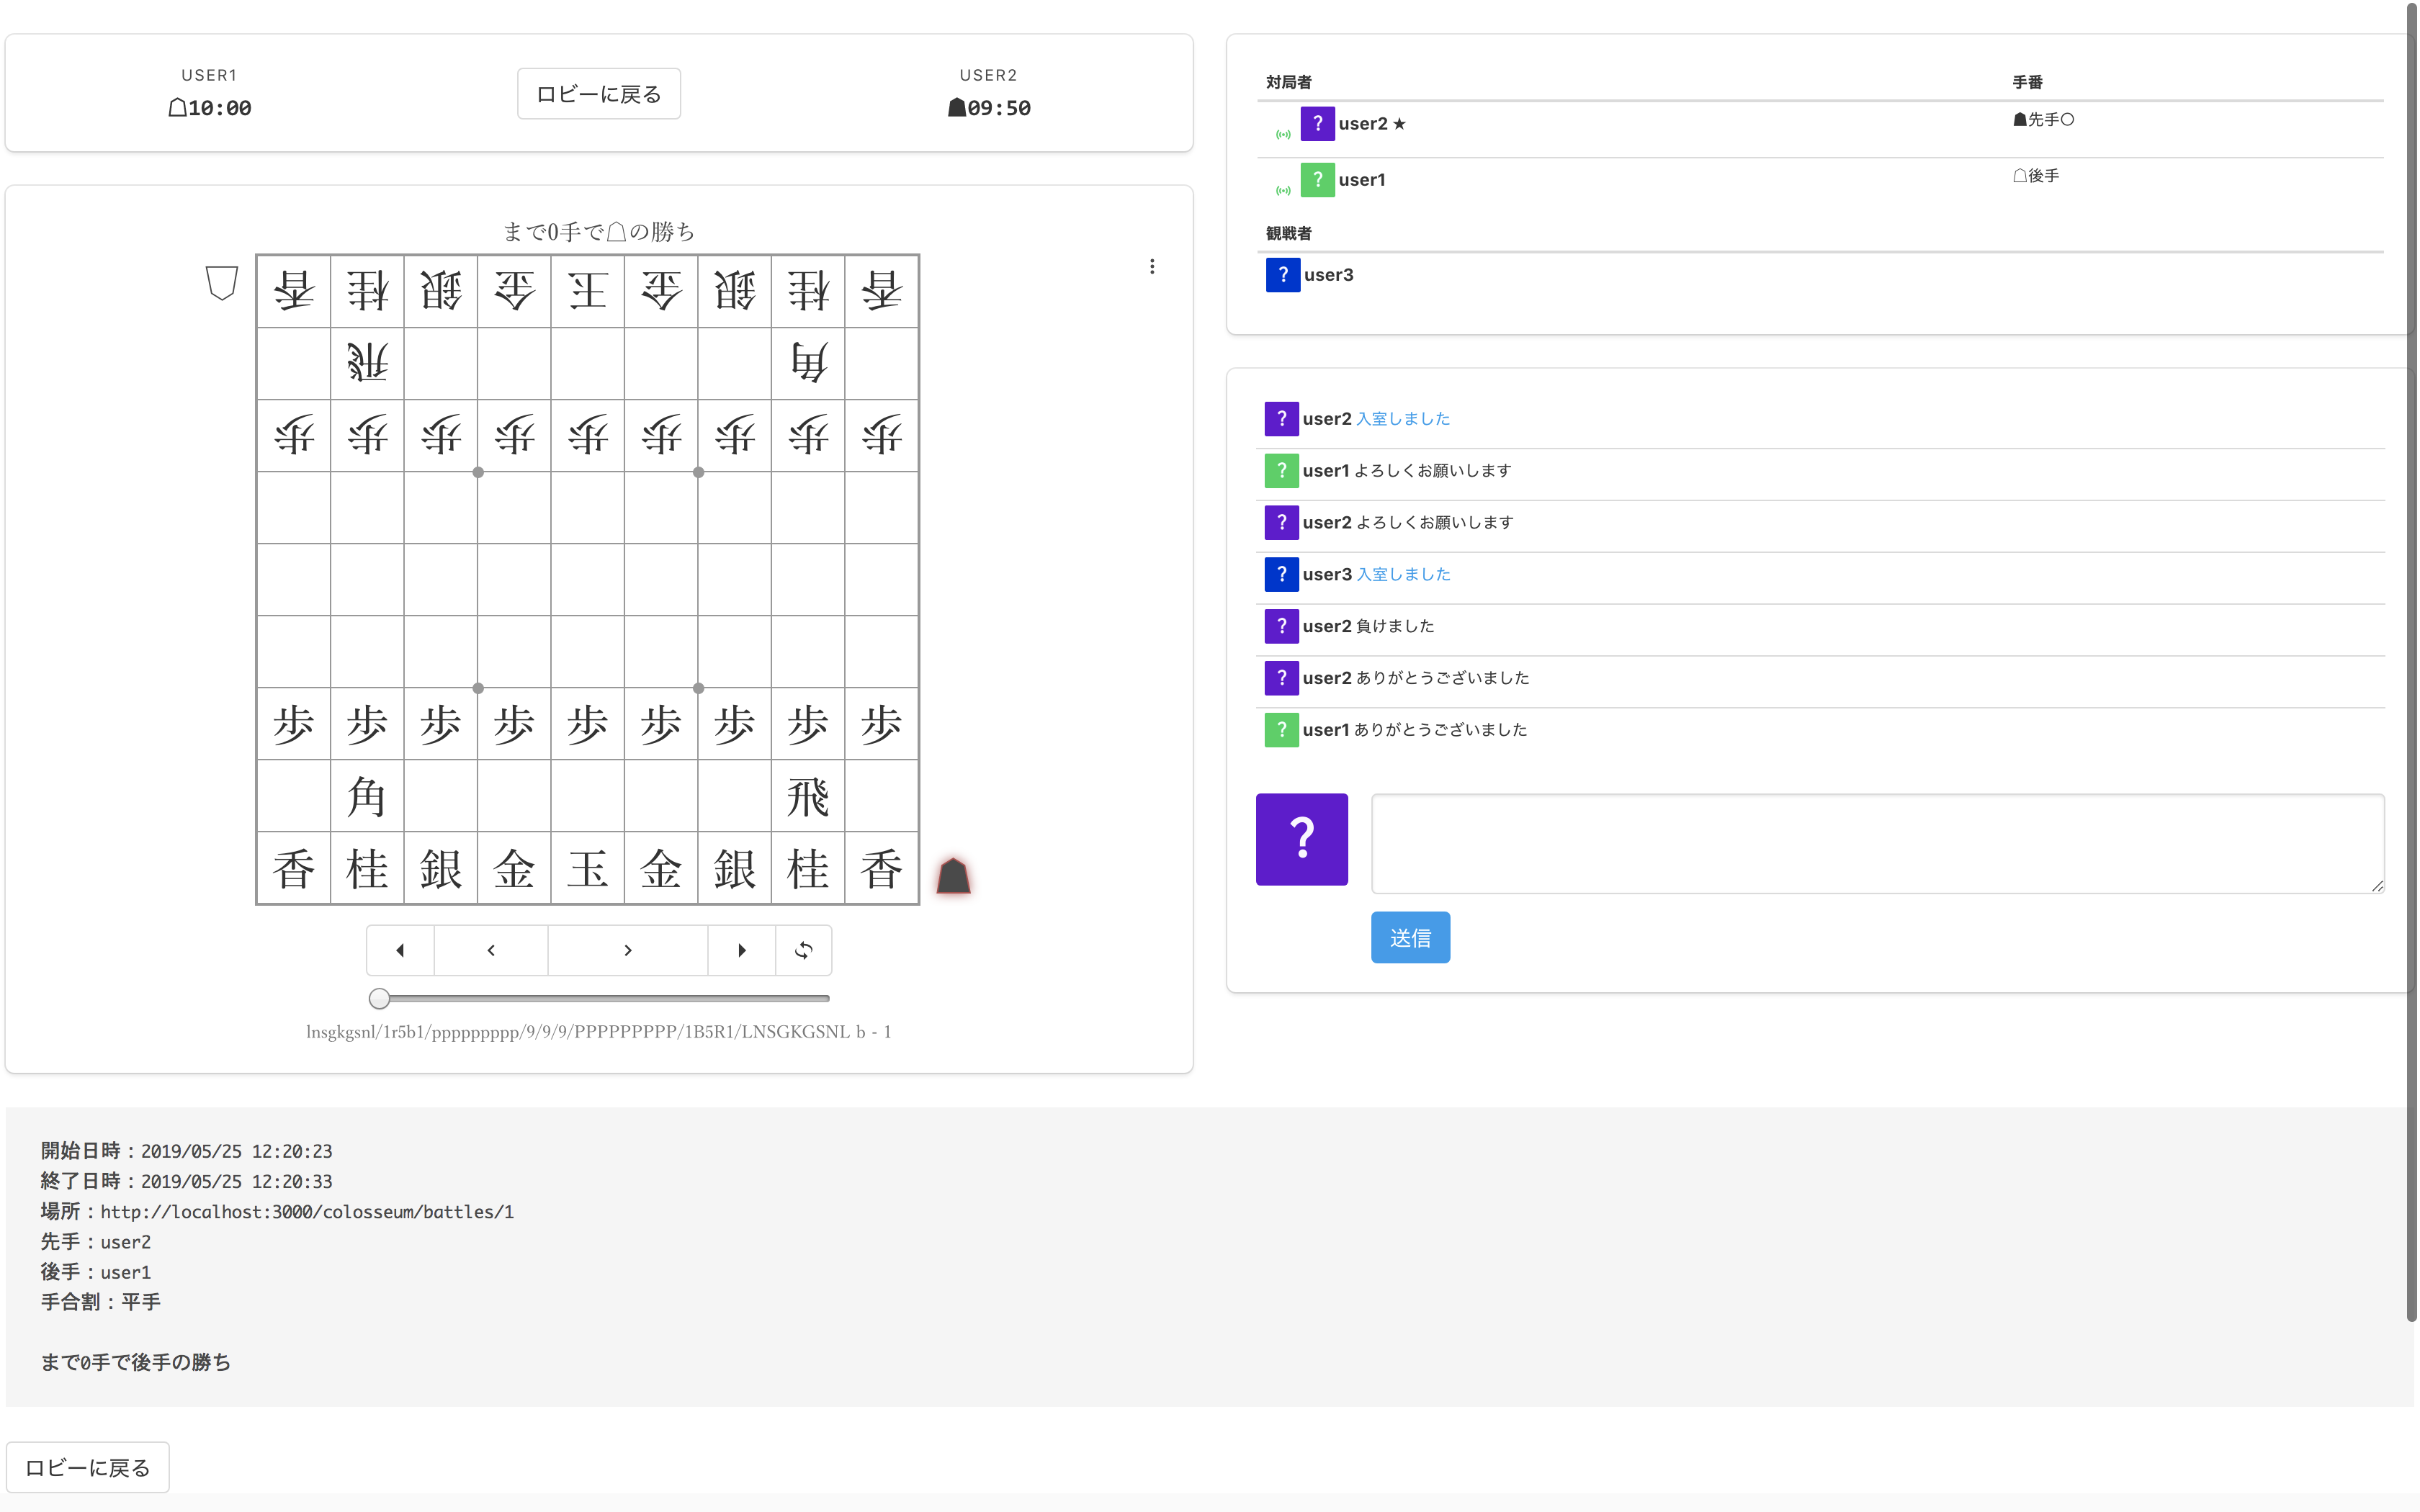 USER1
☖10:00
ロビーに戻る
USER2
☗09:50
まで0手で☖の勝ち
香桂銀金王金銀桂香
飛角
歩歩歩歩歩歩歩歩歩
歩歩歩歩歩歩歩歩歩
角飛
香桂銀金玉金銀桂香
lnsgkgsnl/1r5b1/ppppppppp/9/9/9/PPPPPPPPP/1B5R1/LNSGKGSNL b - 1
対局者 手番
? user2 ★ ☗先手○
? user1 ☖後手
観戦者
? user3
? user2 入室しました
? user1 よろしくお願いします
? user2 よろしくお願いします
? user3 入室しました
? user2 負けました
? user2 ありがとうございました
? user1 ありがとうございました
?
送信
開始日時：2019/05/25 12:20:23
終了日時：2019/05/25 12:20:33
場所：http://localhost:3000/colosseum/battles/1
先手：user2
後手：user1
手合割：平手
まで0手で後手の勝ち
ロビーに戻る